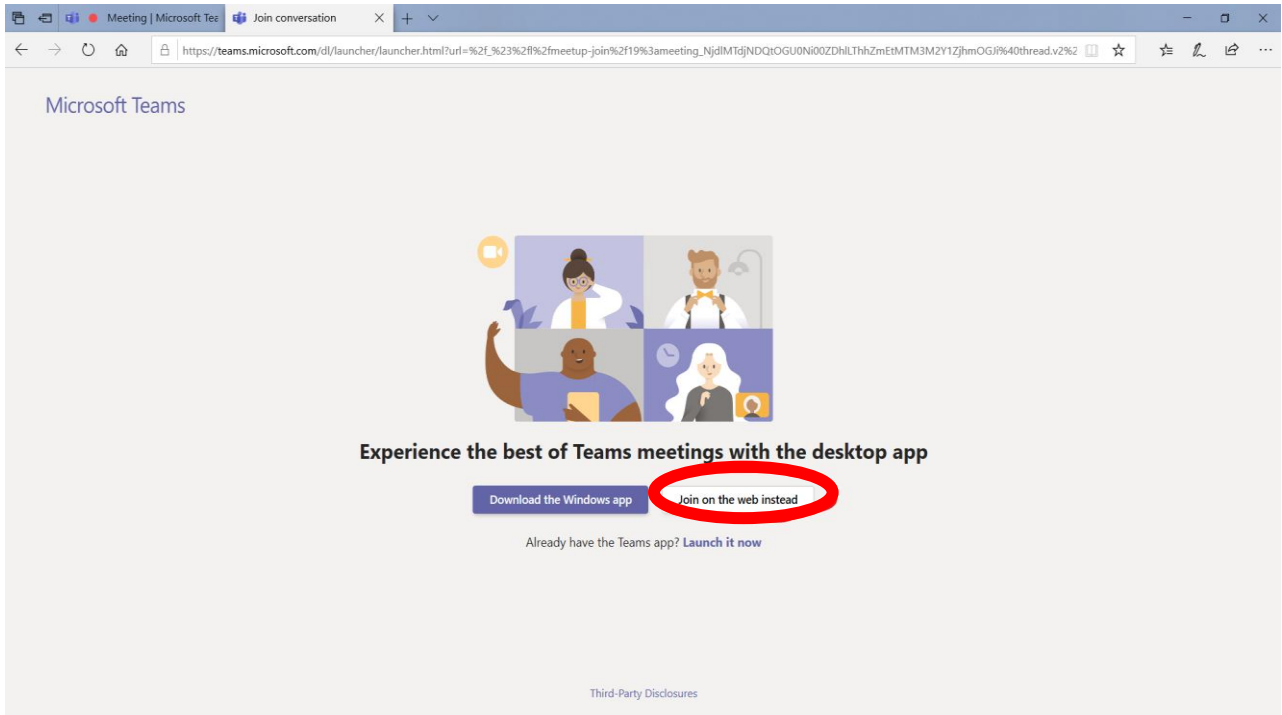 Meeting | Microsoft Tea
Join conversation
https://teams.microsoft.com/dl/launcher/launcher.html?url=%2f_%23%2fl%2fmeetup-join%2f19%3ameeting_NjdlMTdjNDQtOGU0Ni00ZDhlLThhZmEtMTM3M2Y1ZjhmOGJi%40thread.v2%2
Microsoft Teams
Experience the best of Teams meetings with the desktop app
Download the Windows app
Join on the web instead
Already have the Teams app? Launch it now
Third-Party Disclosures